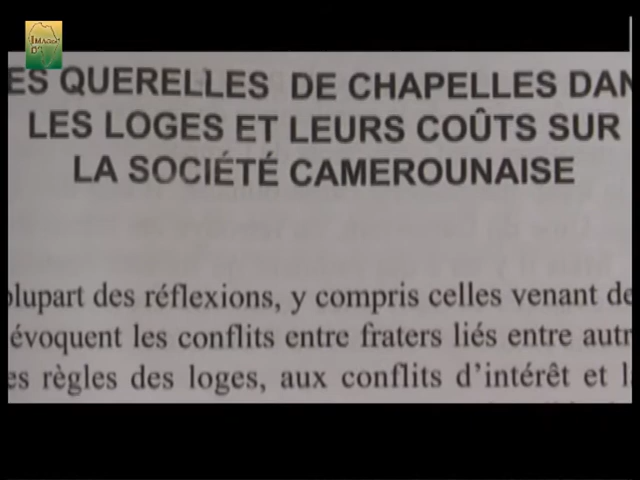 IMAGES
D'
ES QUERELLES DE CHAPELLES DAN
LES LOGES ET LEURS COÛTS SUR
LA SOCIÉTÉ CAMEROUNAISE
plupart des réflexions, y compris celles venant de
évoquent les conflits entre fraters liés entre autr
es règles des loges, aux conflits d'intérêt et l